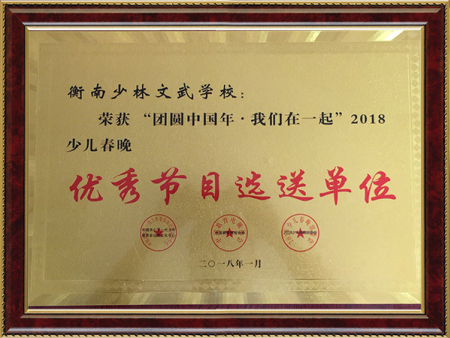 衡南少林文武学校：
荣获“团圆中国年·我们在一起”2018
少儿春晚
优秀节目选送单位
二〇一八年一月